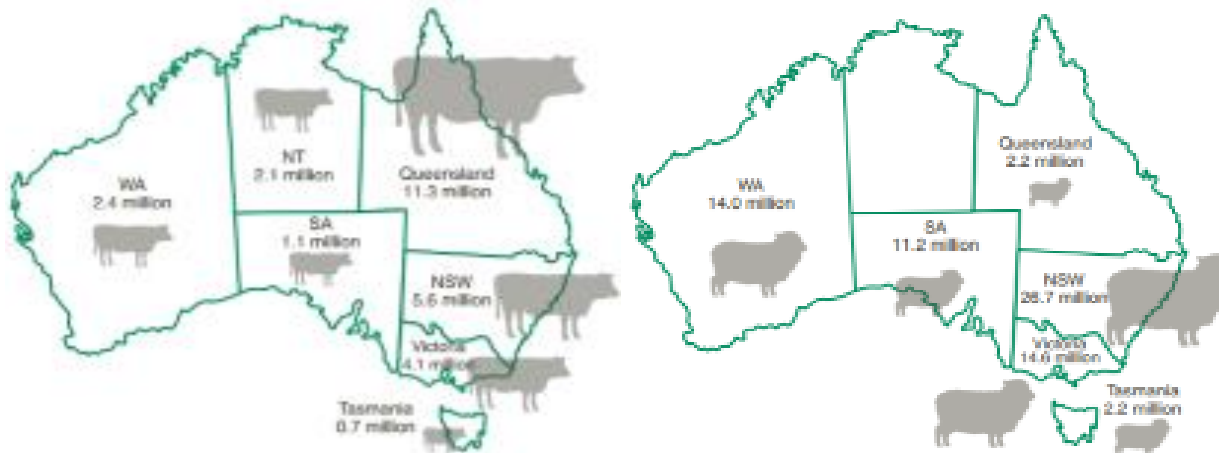 NT
2.1 million
WA
2.4 million
Queensland
11.3 million
SA
1.1 million
NSW
5.6 million
Victoria
4.1 million
Tasmania
0.7 million
Queensland
2.2 million
WA
14.0 million
SA
11.2 million
NSW
26.7 million
Victoria
14.6 million
Tasmania
2.2 million